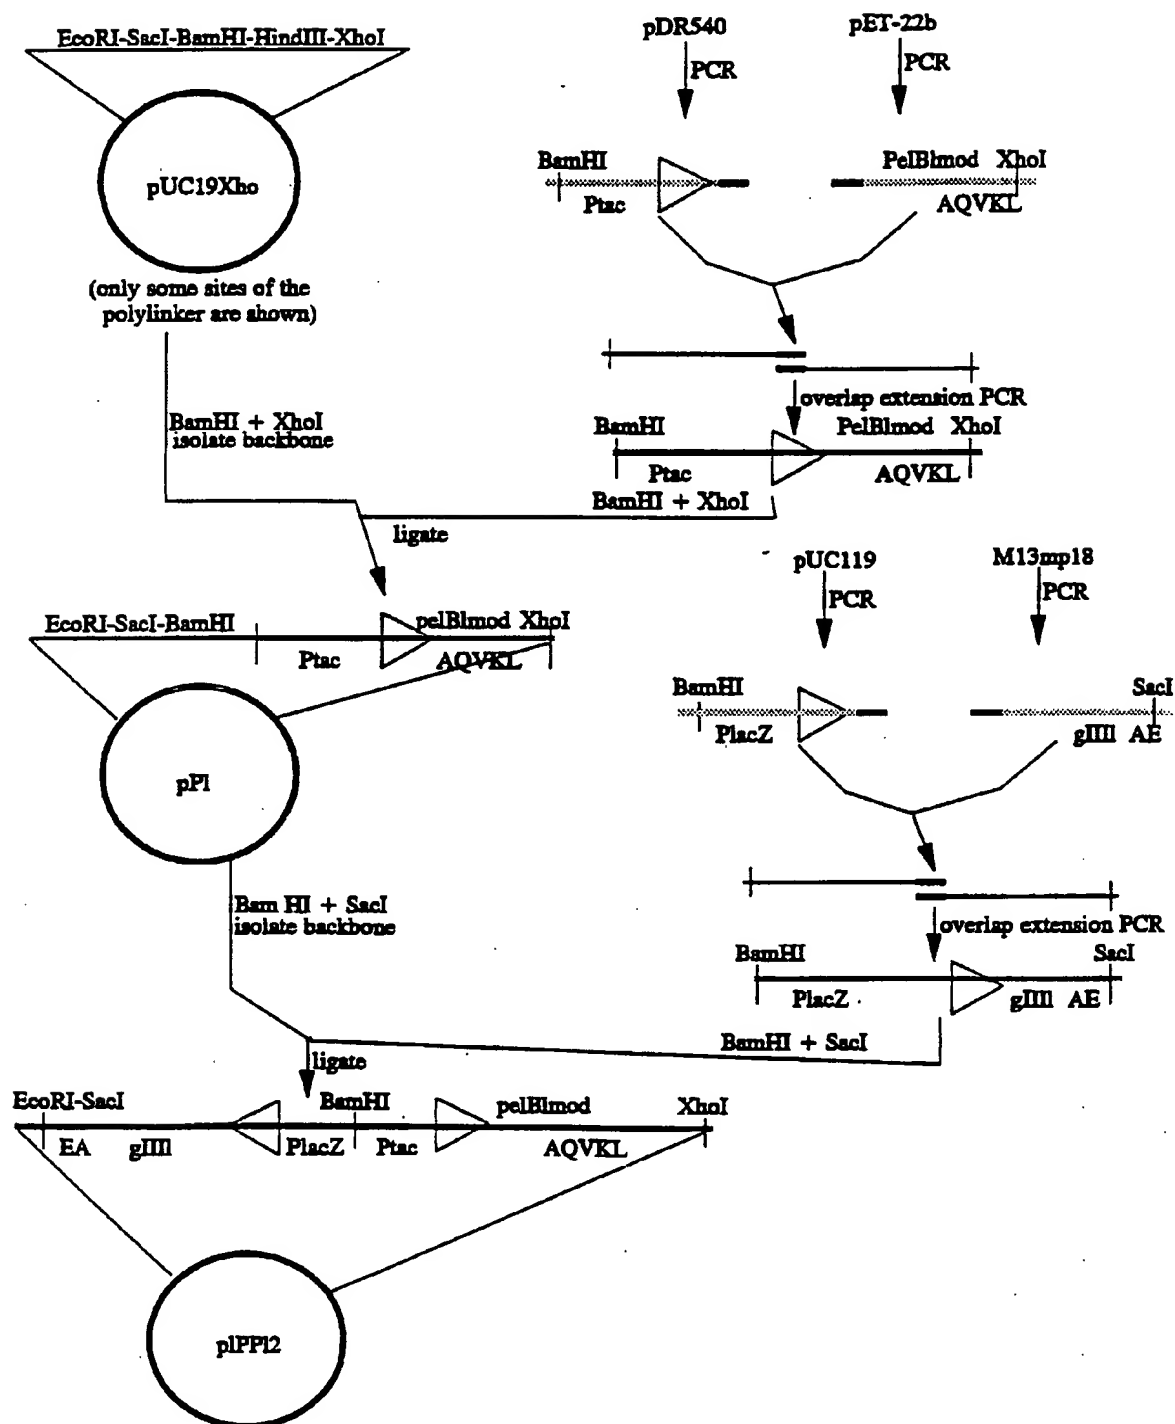 EcoRI-SacI-BamHI-HindIII-XhoI
pUC19Xho
(only some sites of the
polylinker are shown)
pDR540
PCR
pET-22b
PCR
BamHI
Ptac
PelBlmod XhoI
AQVKL
overlap extension PCR
BamHI
PelBlmod XhoI
Ptac
AQVKL
BamHI + XhoI
isolate backbone
BamHI + XhoI
ligate
EcoRI-SacI-BamHI
pelBlmod XhoI
Ptac
AQVKL
pPl
pUC119
PCR
M13mp18
PCR
BamHI
SacI
PlacZ
gIIIl AE
overlap extension PCR
BamHI
SacI
PlacZ
gIIIl AE
Bam HI + SacI
isolate backbone
BamHI + SacI
ligate
EcoRI-SacI
BamHI
pelBlmod
XhoI
EA gIIIl
PlacZ
Ptac
AQVKL
plPPl2